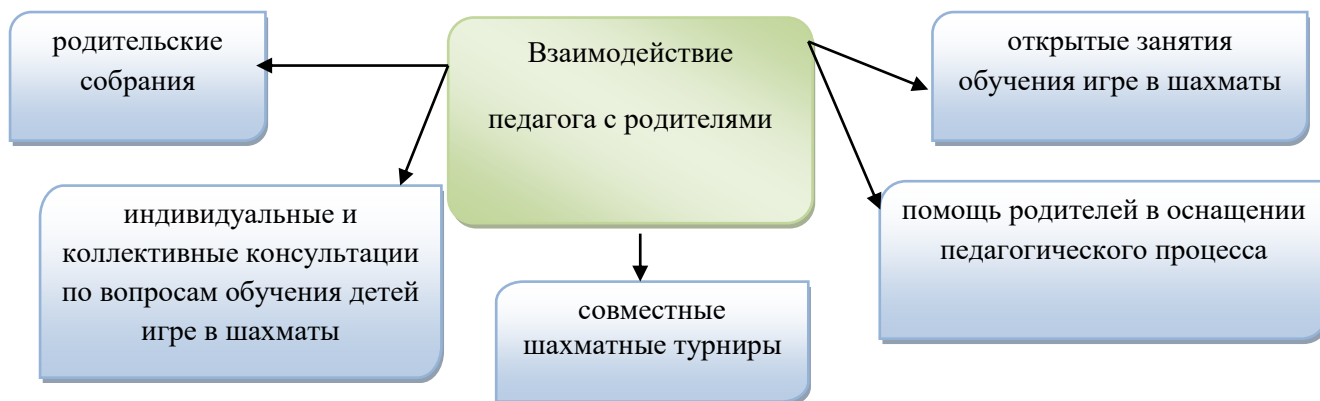 родительские
собрания
Взаимодействие
педагога с родителями
открытые занятия
обучения игре в шахматы
индивидуальные и
коллективные консультации
по вопросам обучения детей
игре в шахматы
совместные
шахматные турниры
помощь родителей в оснащении
педагогического процесса